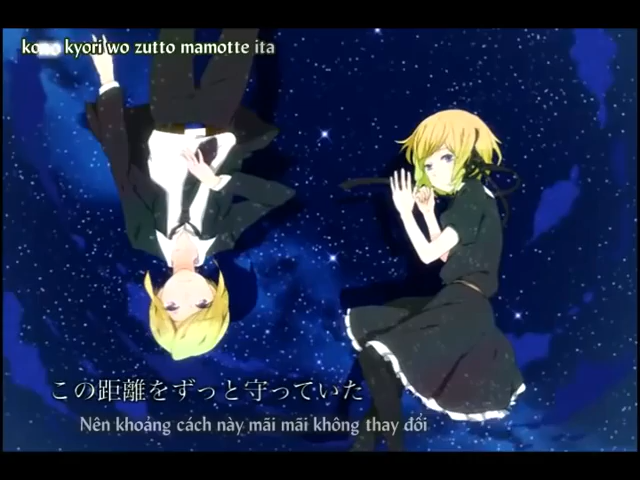 kono kyori wo zutto mamotte ita
この距離をずっと守っていた
Nên khoảng cách này mãi mãi không thay đổi